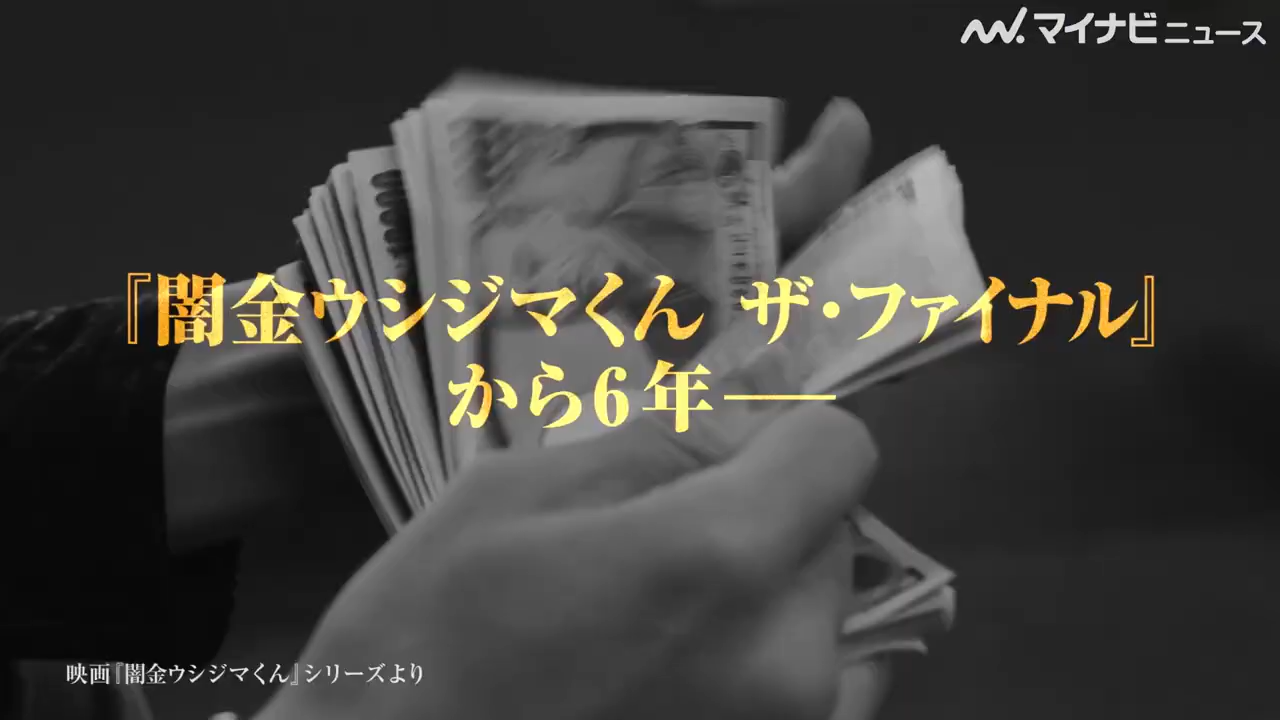 マイナビニュース
『闇金ウシジマくん ザ・ファイナル』
から6年──
映画『闇金ウシジマくん』シリーズより